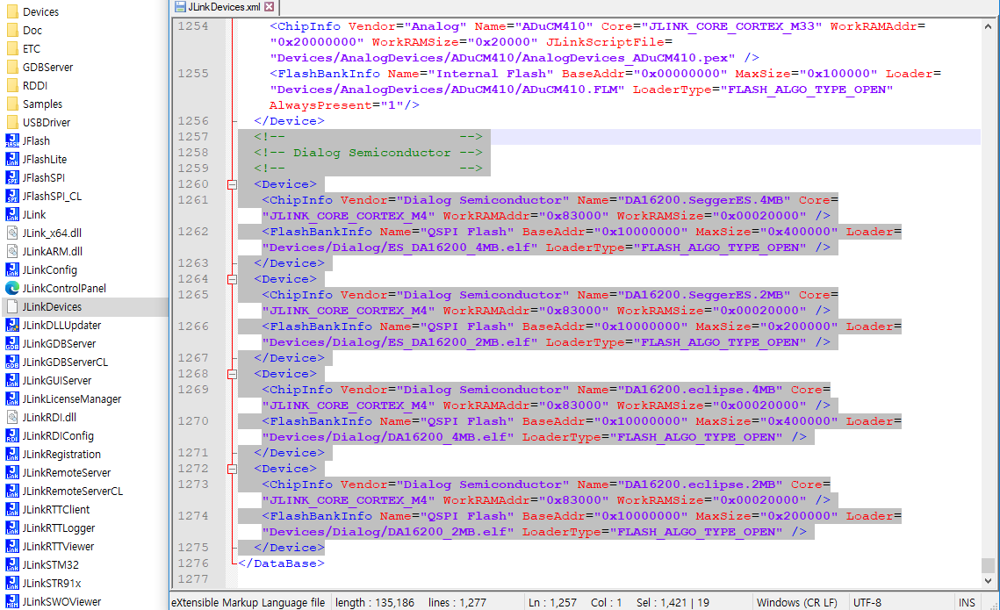 Devices
Doc
ETC
GDBServer
RDDI
Samples
USBDriver
JFlash
JFlashLite
JFlashSPI
JFlashSPI_CL
JLink
JLink_x64.dll
JLinkARM.dll
JLinkConfig
JLinkControlPanel
JLinkDevices
JLinkDLLUpdater
JLinkGDBServer
JLinkGDBServerCL
JLinkGUIServer
JLinkLicenseManager
JLinkRDI.dll
JLinkRDIConfig
JLinkRegistration
JLinkRemoteServer
JLinkRemoteServerCL
JLinkRTTClient
JLinkRTTLogger
JLinkRTTViewer
JLinkSTM32
JLinkSTR91x
JLinkSWOViewer
JLinkDevices.xml
1254 <ChipInfo Vendor="Analog" Name="ADuCM410" Core="JLINK_CORE_CORTEX_M33" WorkRAMAddr=
"0x20000000" WorkRAMSize="0x20000" JLinkScriptFile=
"Devices/AnalogDevices/ADuCM410/AnalogDevices_ADuCM410.pex" />
1255 <FlashBankInfo Name="Internal Flash" BaseAddr="0x00000000" MaxSize="0x100000" Loader=
"Devices/AnalogDevices/ADuCM410/ADuCM410.FLM" LoaderType="FLASH_ALGO_TYPE_OPEN"
AlwaysPresent="1"/>
1256 </Device>
1257 <!-- -->
1258 <!-- Dialog Semiconductor -->
1259 <!-- -->
1260 <Device>
1261 <ChipInfo Vendor="Dialog Semiconductor" Name="DA16200.SeggerES.4MB" Core=
"JLINK_CORE_CORTEX_M4" WorkRAMAddr="0x83000" WorkRAMSize="0x00020000" />
1262 <FlashBankInfo Name="QSPI Flash" BaseAddr="0x10000000" MaxSize="0x400000" Loader=
"Devices/Dialog/ES_DA16200_4MB.elf" LoaderType="FLASH_ALGO_TYPE_OPEN" />
1263 </Device>
1264 <Device>
1265 <ChipInfo Vendor="Dialog Semiconductor" Name="DA16200.SeggerES.2MB" Core=
"JLINK_CORE_CORTEX_M4" WorkRAMAddr="0x83000" WorkRAMSize="0x00020000" />
1266 <FlashBankInfo Name="QSPI Flash" BaseAddr="0x10000000" MaxSize="0x200000" Loader=
"Devices/Dialog/ES_DA16200_2MB.elf" LoaderType="FLASH_ALGO_TYPE_OPEN" />
1267 </Device>
1268 <Device>
1269 <ChipInfo Vendor="Dialog Semiconductor" Name="DA16200.eclipse.4MB" Core=
"JLINK_CORE_CORTEX_M4" WorkRAMAddr="0x83000" WorkRAMSize="0x00020000" />
1270 <FlashBankInfo Name="QSPI Flash" BaseAddr="0x10000000" MaxSize="0x400000" Loader=
"Devices/Dialog/DA16200_4MB.elf" LoaderType="FLASH_ALGO_TYPE_OPEN" />
1271 </Device>
1272 <Device>
1273 <ChipInfo Vendor="Dialog Semiconductor" Name="DA16200.eclipse.2MB" Core=
"JLINK_CORE_CORTEX_M4" WorkRAMAddr="0x83000" WorkRAMSize="0x00020000" />
1274 <FlashBankInfo Name="QSPI Flash" BaseAddr="0x10000000" MaxSize="0x200000" Loader=
"Devices/Dialog/DA16200_2MB.elf" LoaderType="FLASH_ALGO_TYPE_OPEN" />
1275 </Device>
1276 </DataBase>
1277
eXtensible Markup Language file length : 135,186 lines : 1,277 Ln : 1,257 Col : 1 Sel : 1,421 | 19 Windows (CR LF) UTF-8 INS